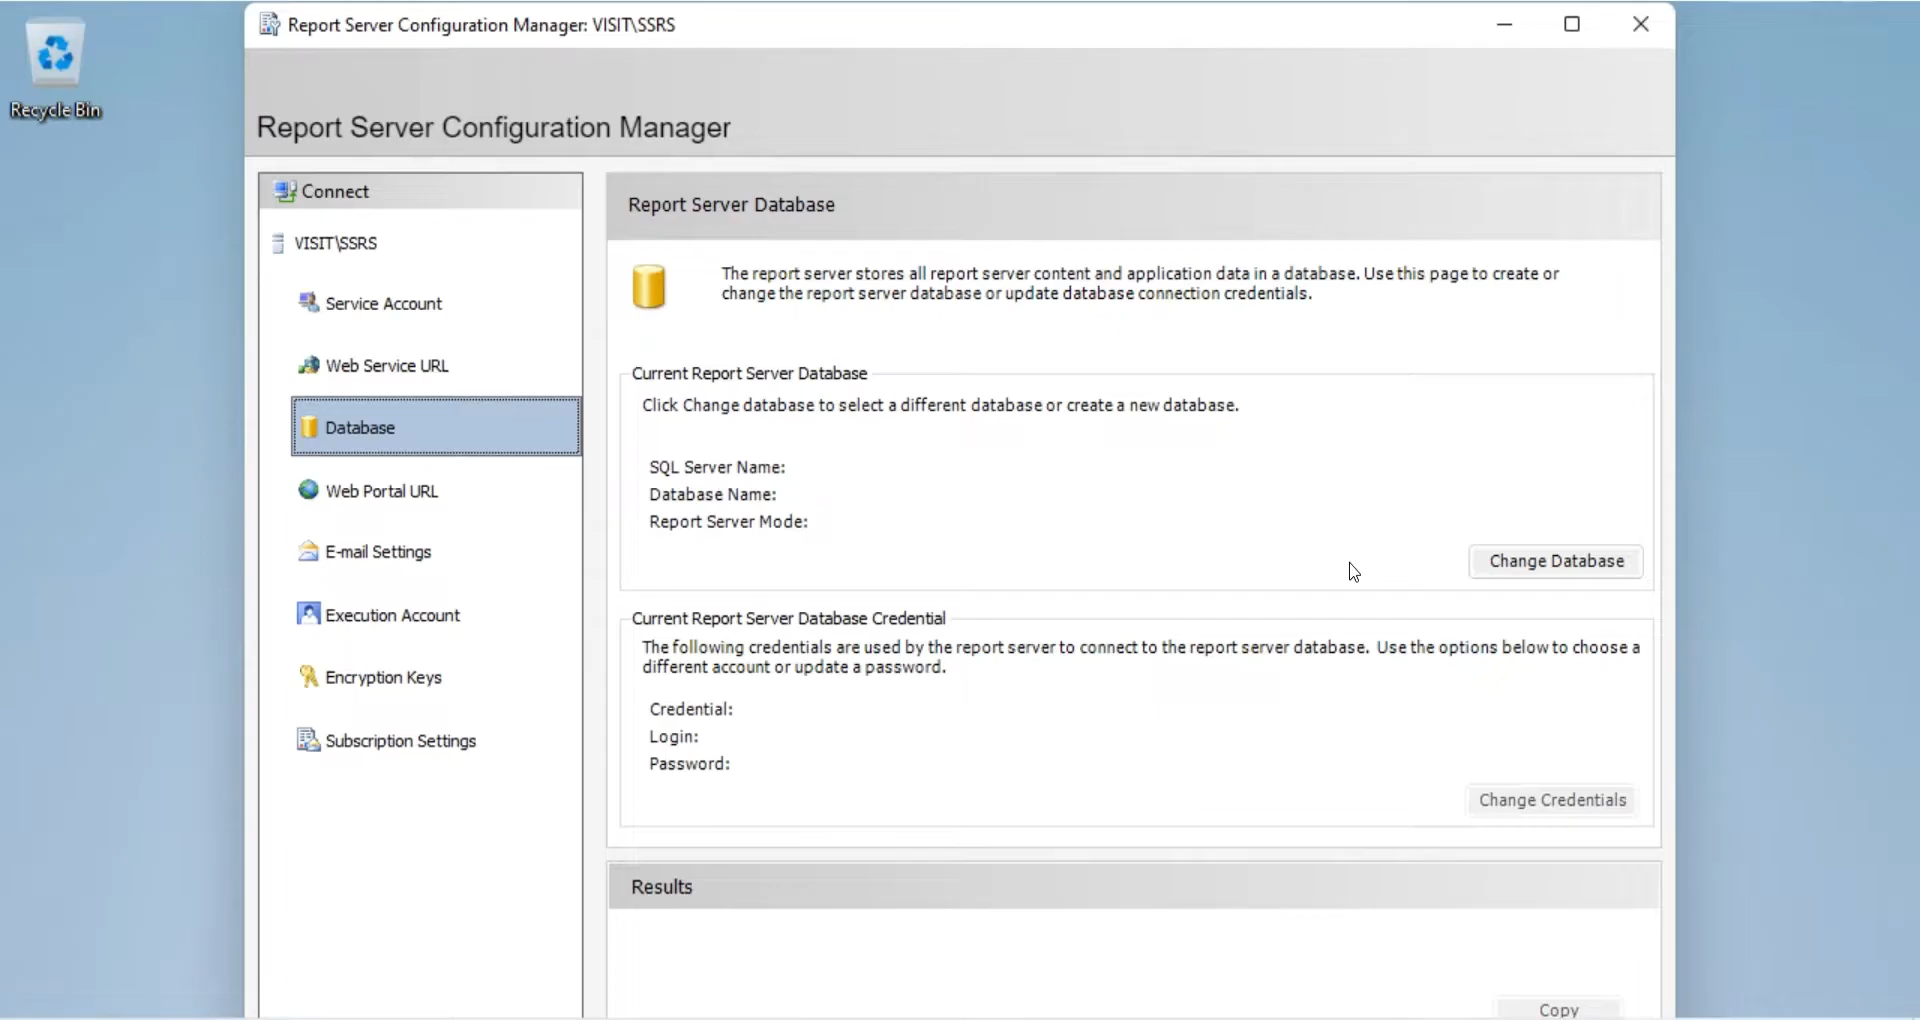 Recycle Bin
Report Server Configuration Manager: VISIT\SSRS
Report Server Configuration Manager
Connect
VISIT\SSRS
Service Account
Web Service URL
Database
Web Portal URL
E-mail Settings
Execution Account
Encryption Keys
Subscription Settings
Report Server Database
The report server stores all report server content and application data in a database. Use this page to create or
change the report server database or update database connection credentials.
Current Report Server Database
Click Change database to select a different database or create a new database.
SQL Server Name:
Database Name:
Report Server Mode:
Change Database
Current Report Server Database Credential
The following credentials are used by the report server to connect to the report server database. Use the options below to choose a
different account or update a password.
Credential:
Login:
Password:
Change Credentials
Results
Copy